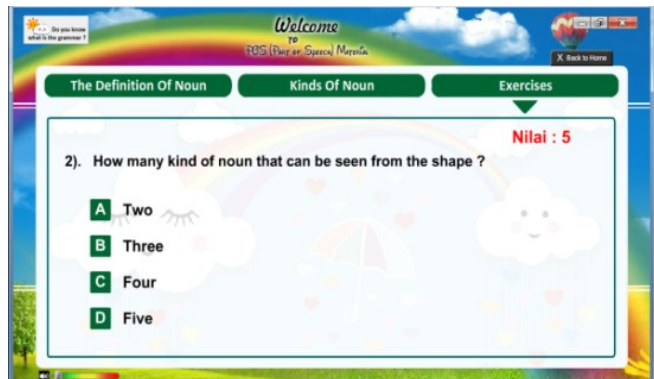 Do you know
what is the grammar ?
Welcome
TO
POS (Part of Speech) Materia
X Back to Home
The Definition Of Noun
Kinds Of Noun
Exercises
Nilai : 5
2). How many kind of noun that can be seen from the shape ?
A Two
B Three
C Four
D Five